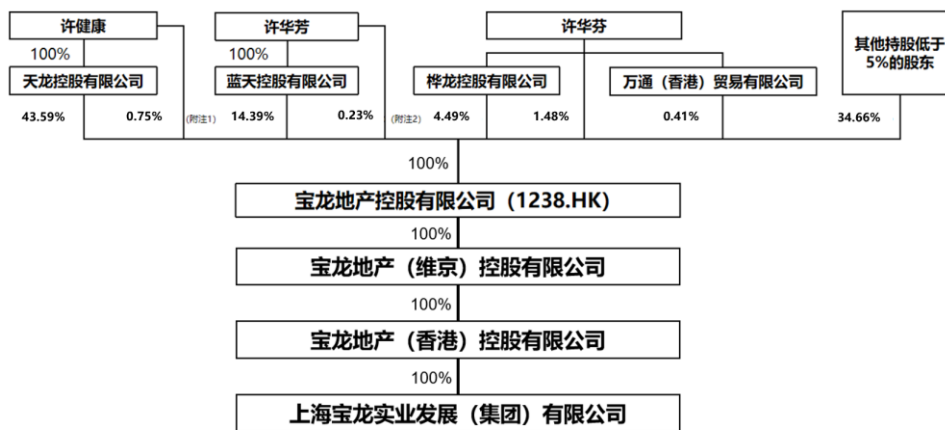 许健康
许华芳
许华芬
其他持股低于
5%的股东
100%
100%
天龙控股有限公司
蓝天控股有限公司
桦龙控股有限公司
万通（香港）贸易有限公司
43.59%
0.75%
(附注1)
14.39%
0.23%
(附注2)
4.49%
1.48%
0.41%
34.66%
100%
宝龙地产控股有限公司（1238.HK）
100%
宝龙地产（维京）控股有限公司
100%
宝龙地产（香港）控股有限公司
100%
上海宝龙实业发展（集团）有限公司